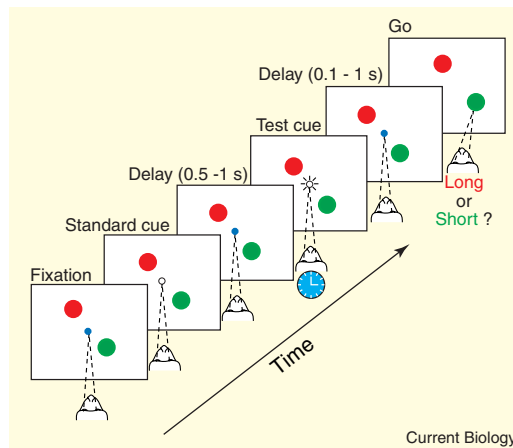 Go
Delay (0.1 - 1 s)
Test cue
Delay (0.5 -1 s)
Standard cue
Fixation
Long
or
Short ?
Time
Current Biology